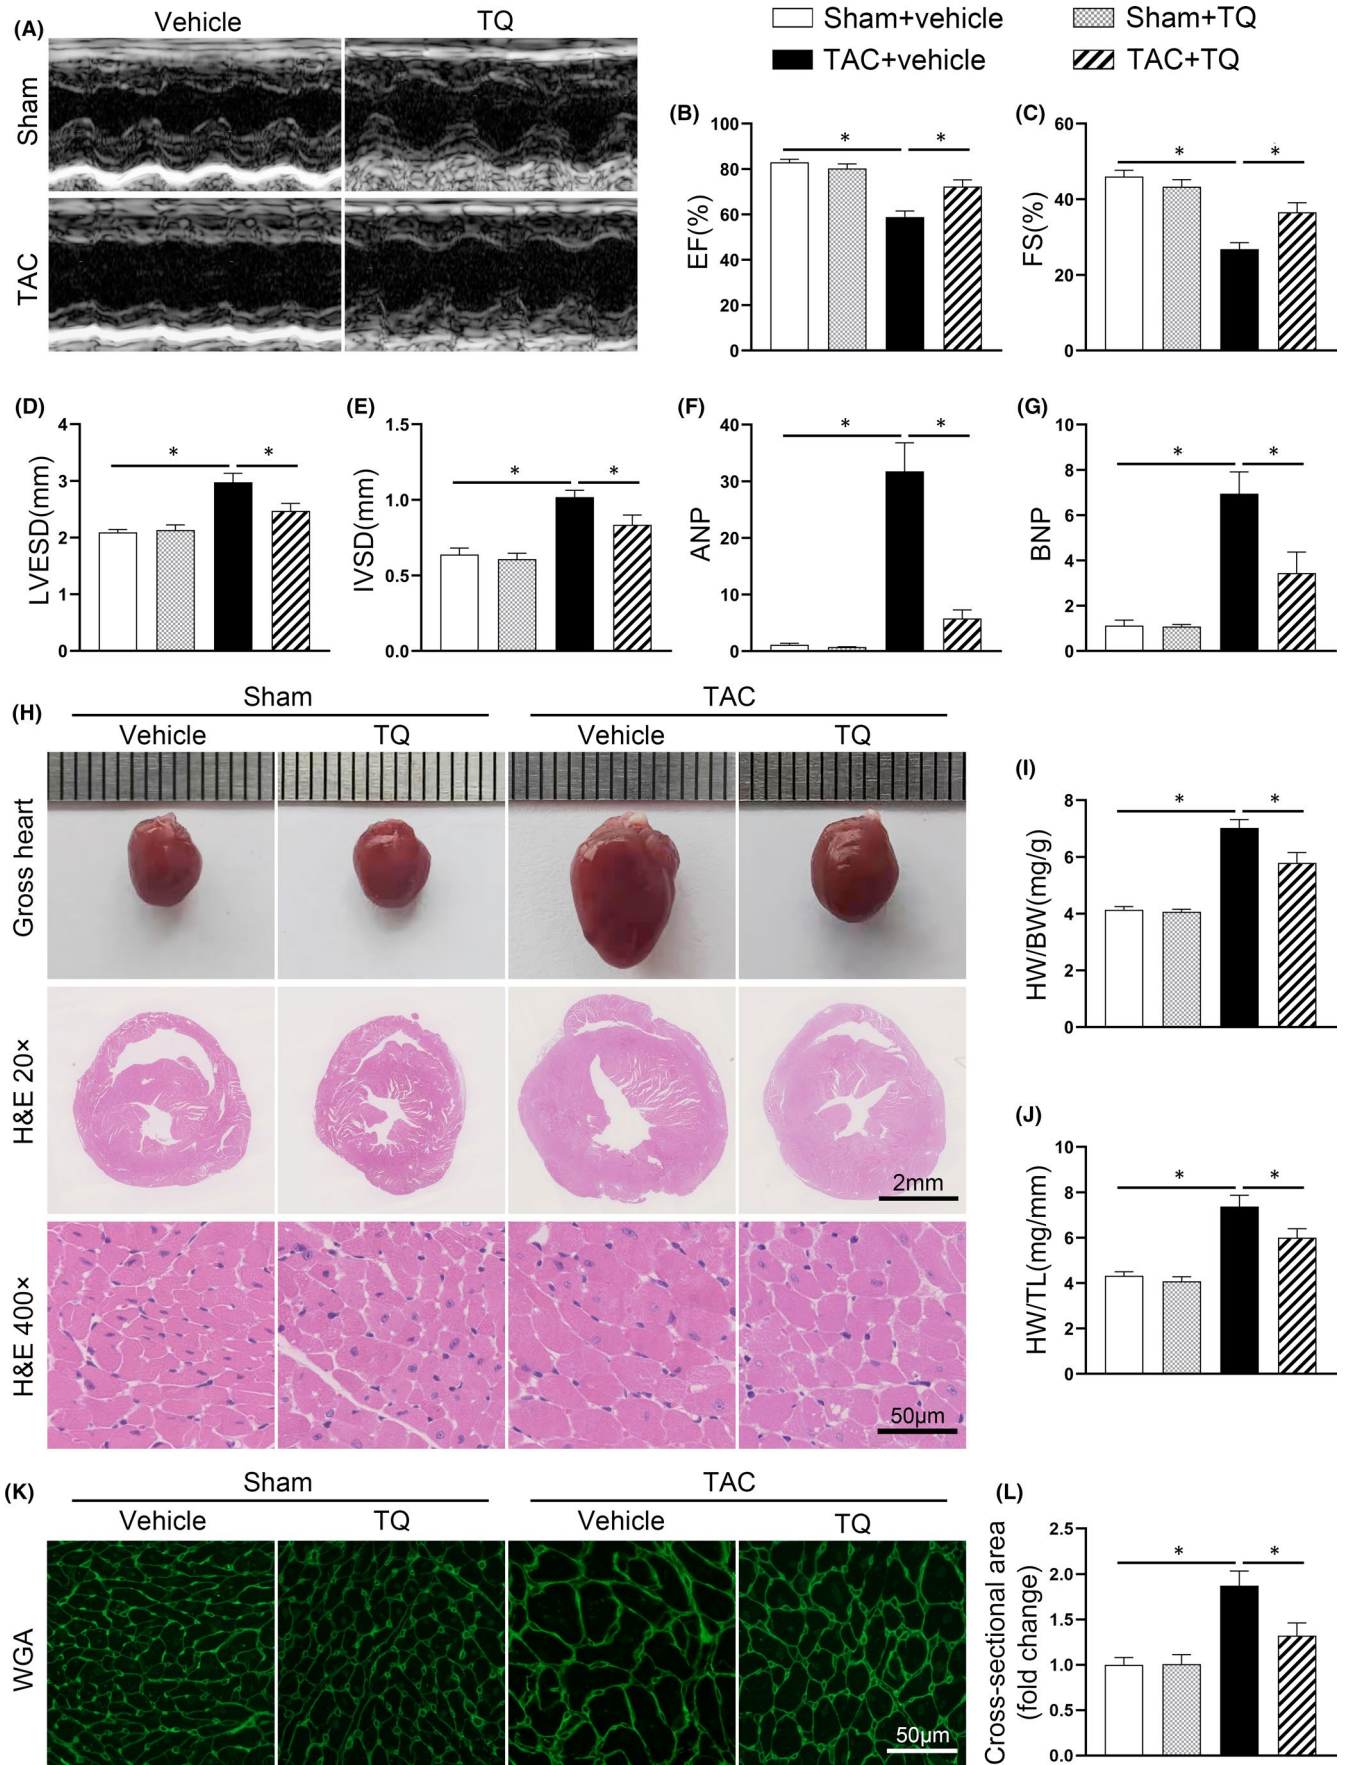 (A)
Vehicle
TQ
Sham
TAC
Sham+vehicle
Sham+TQ
TAC+vehicle
TAC+TQ
(B)
EF(%)
100
80
60
40
20
0
*
*
(C)
FS(%)
60
40
20
0
*
*
(D)
LVESD(mm)
4
3
2
1
0
*
*
(E)
IVSD(mm)
1.5
1.0
0.5
0.0
*
*
(F)
ANP
40
30
20
10
0
*
*
(G)
BNP
10
8
6
4
2
0
*
*
(H)
Sham
TAC
Vehicle
TQ
Vehicle
TQ
Gross heart
H&E 20×
2mm
H&E 400×
50μm
(I)
HW/BW(mg/g)
8
6
4
2
0
*
*
(J)
HW/TL(mg/mm)
10
8
6
4
2
0
*
*
(K)
Sham
TAC
Vehicle
TQ
Vehicle
TQ
WGA
50μm
(L)
Cross-sectional area
(fold change)
2.5
2.0
1.5
1.0
0.5
0.0
*
*